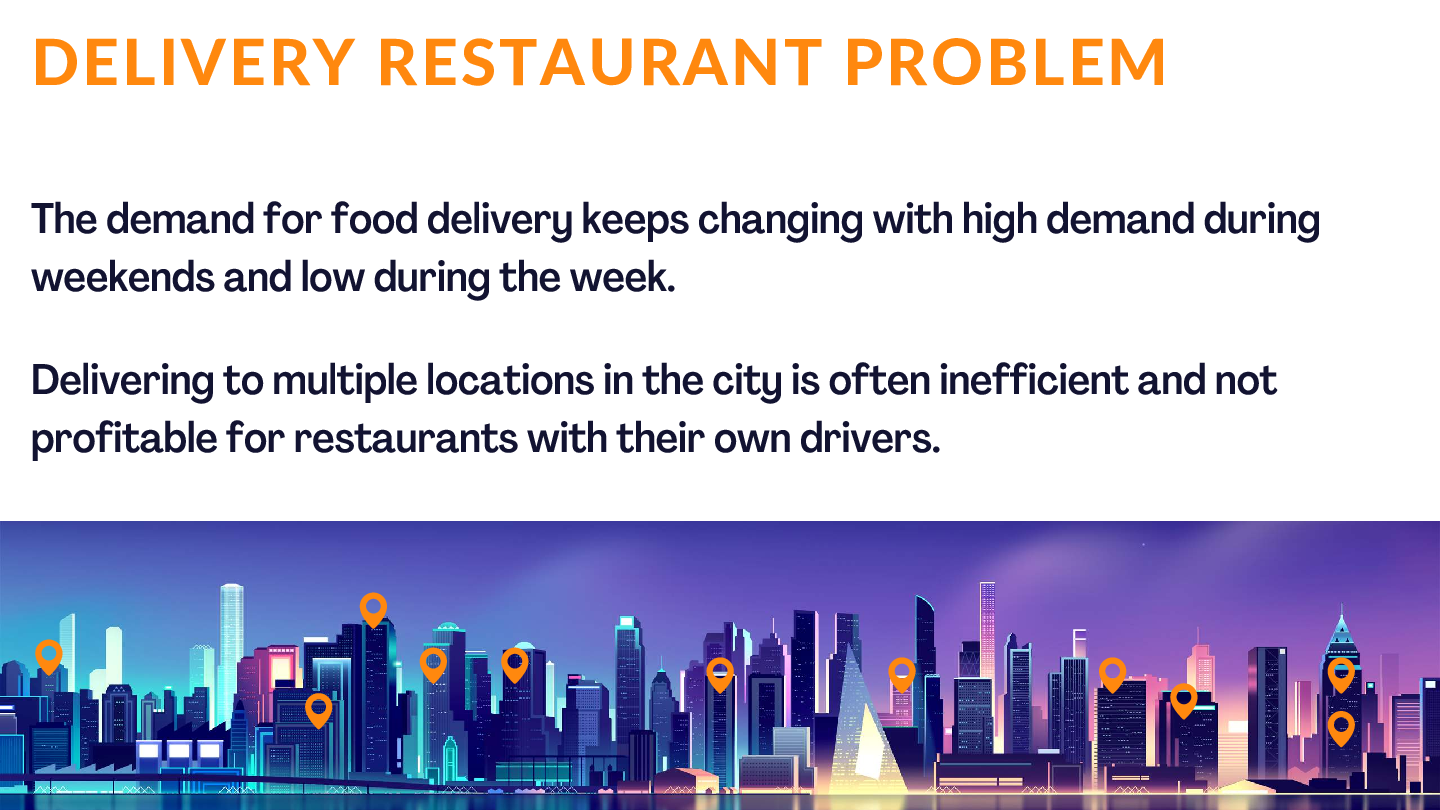 DELIVERY RESTAURANT PROBLEM
The demand for food delivery keeps changing with high demand during
weekends and low during the week.
Delivering to multiple locations in the city is often inefficient and not
profitable for restaurants with their own drivers.